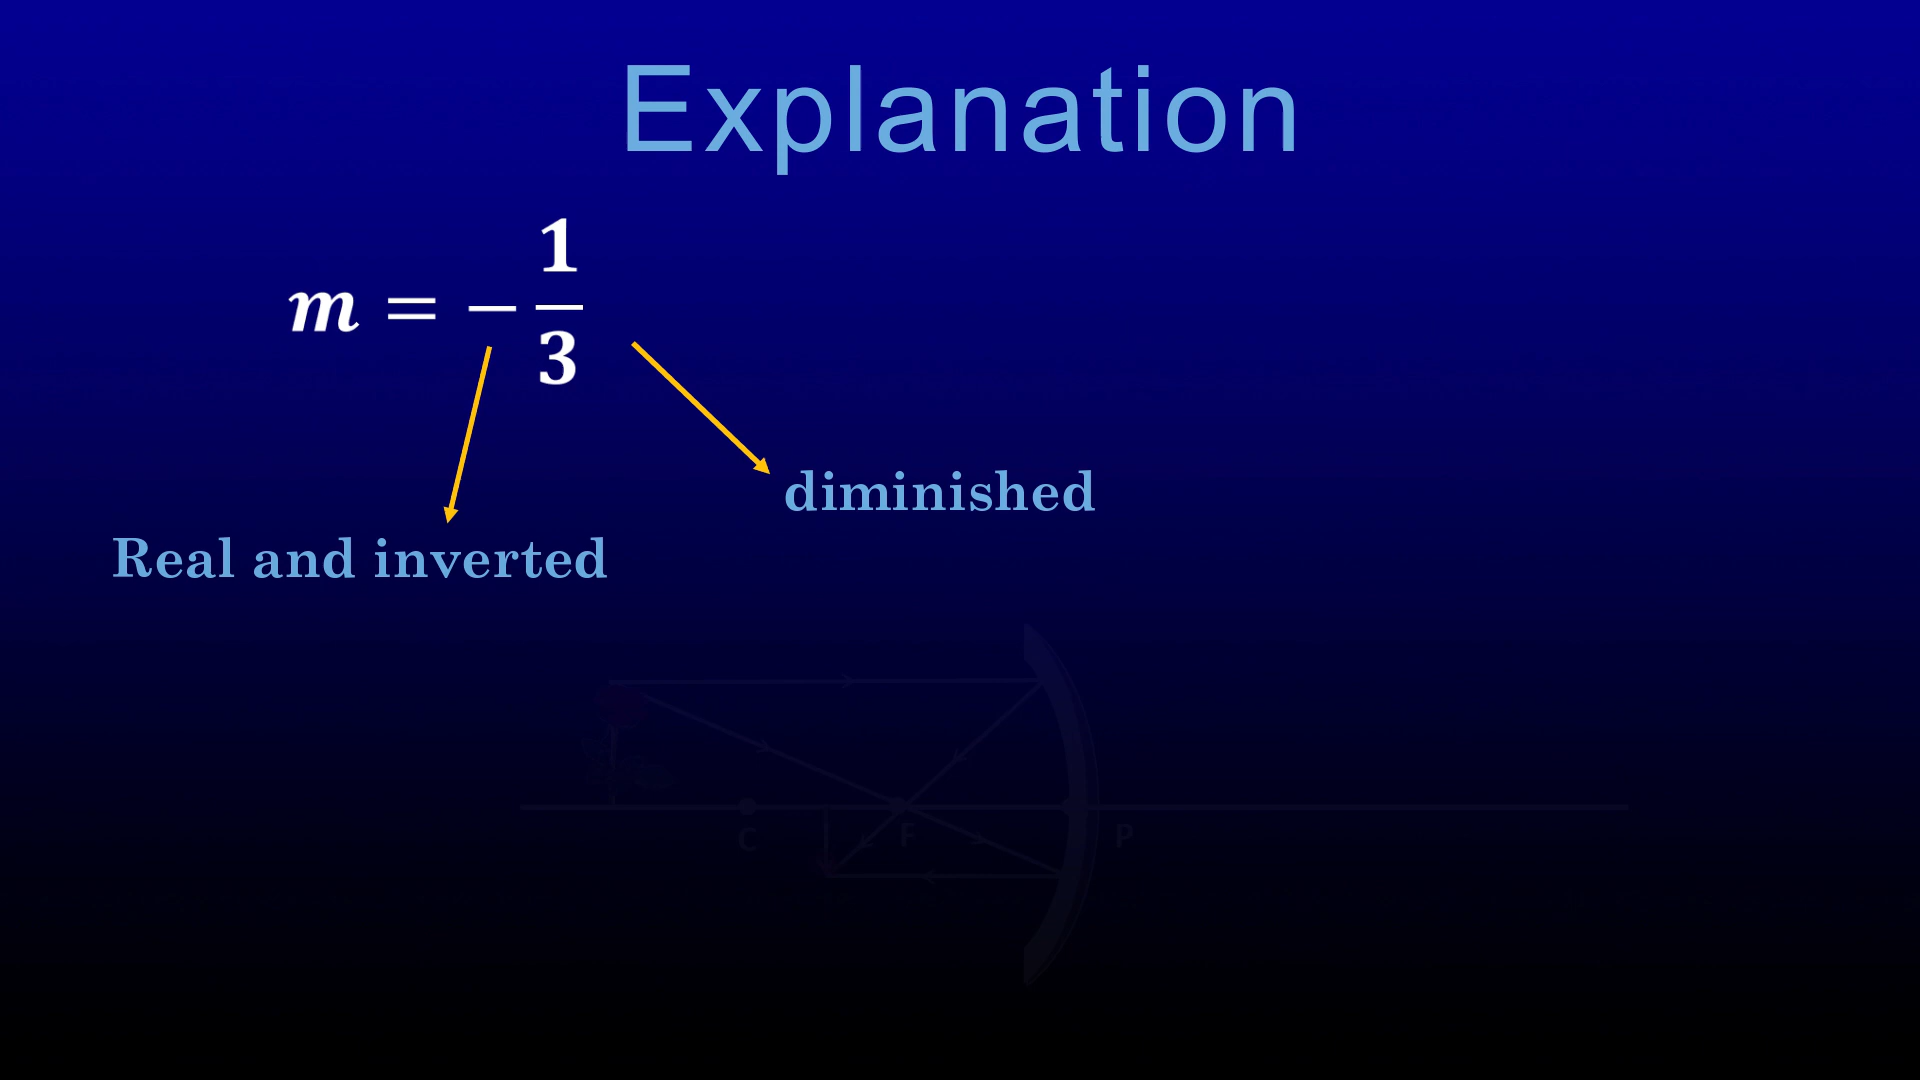 Explanation
m = - 1/3
diminished
Real and inverted
C
F
P